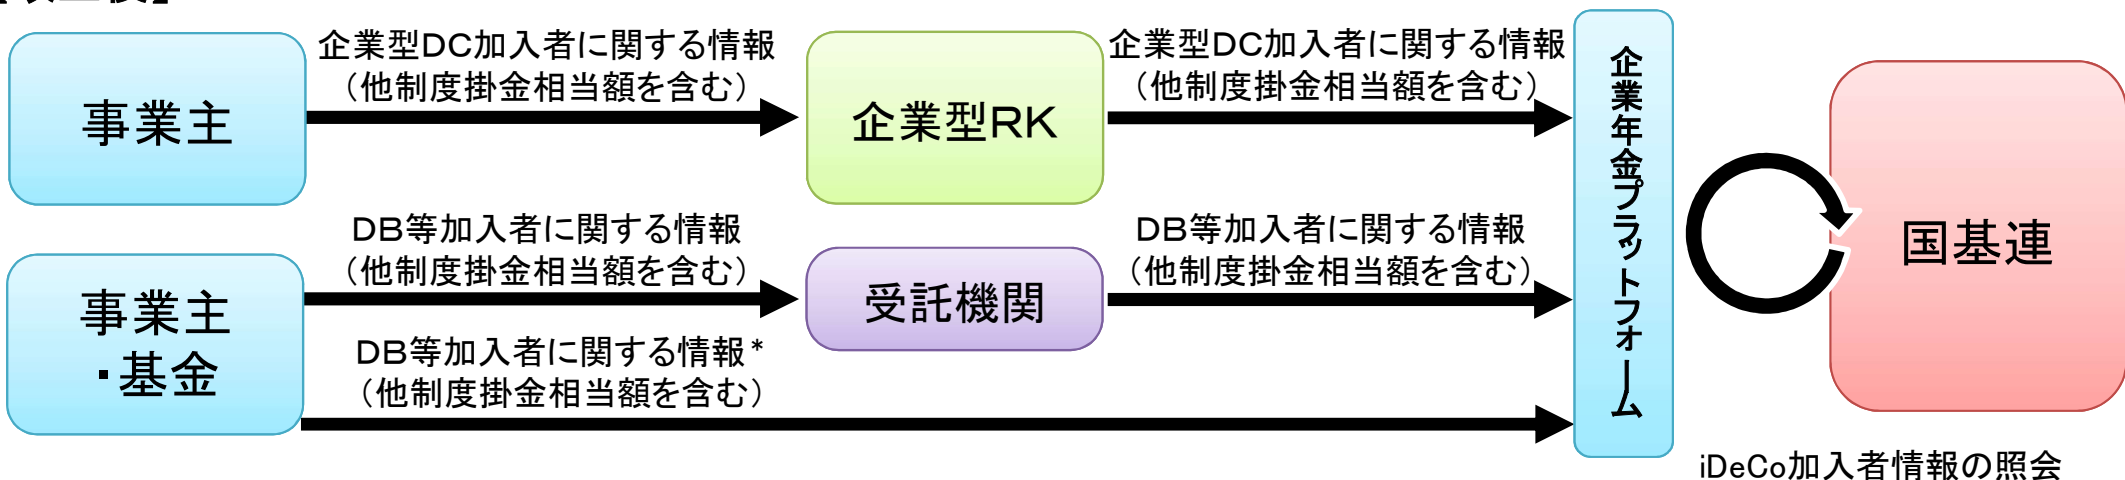 企業型DC加入者に関する情報
（他制度掛金相当額を含む）
企業型DC加入者に関する情報
（他制度掛金相当額を含む）
事業主
企業型RK
企業年金プラットフォーム
国基連
DB等加入者に関する情報
（他制度掛金相当額を含む）
DB等加入者に関する情報
（他制度掛金相当額を含む）
事業主
・基金
受託機関
DB等加入者に関する情報*
（他制度掛金相当額を含む）
iDeCo加入者情報の照会